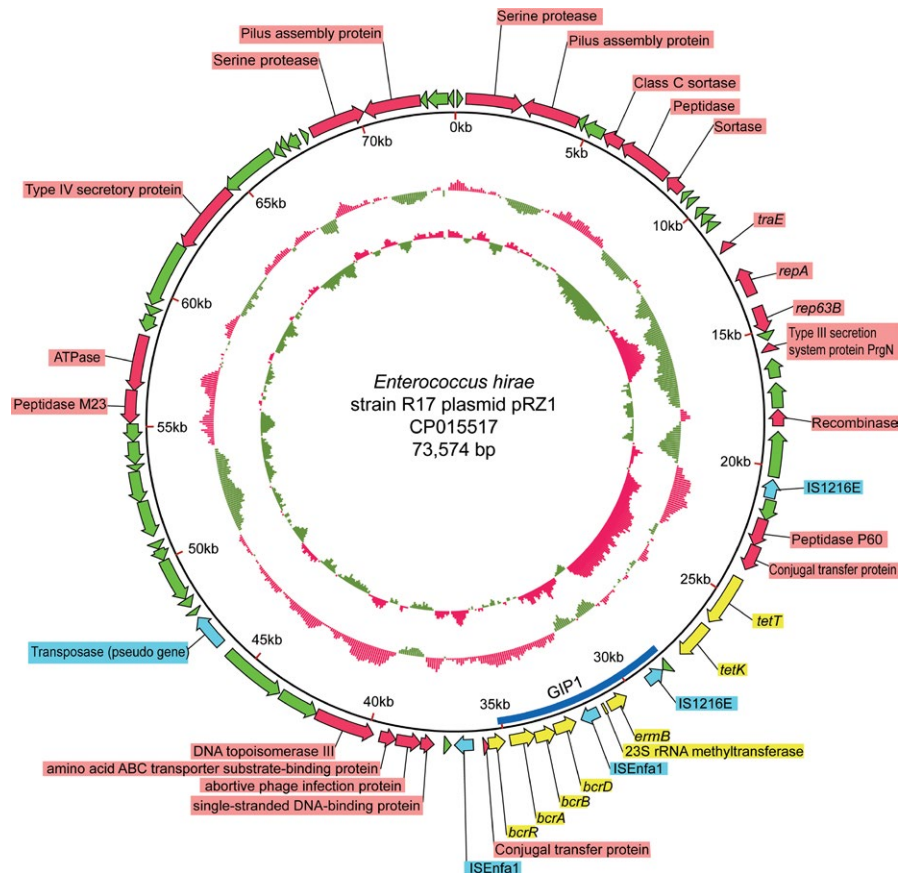 Serine protease
Pilus assembly protein
Class C sortase
Peptidase
Sortase
traE
repA
rep63B
Type III secretion
system protein PrgN
Recombinase
IS1216E
Peptidase P60
Conjugal transfer protein
tetT
tetK
IS1216E
ermB
23S rRNA methyltransferase
ISEnfa1
bcrD
bcrB
bcrA
bcrR
Conjugal transfer protein
ISEnfa1
single-stranded DNA-binding protein
abortive phage infection protein
amino acid ABC transporter substrate-binding protein
DNA topoisomerase III
Transposase (pseudo gene)
Peptidase M23
ATPase
Type IV secretory protein
Serine protease
Pilus assembly protein
0kb
5kb
10kb
15kb
20kb
25kb
30kb
35kb
40kb
45kb
50kb
55kb
60kb
65kb
70kb
GIP1
Enterococcus hirae
strain R17 plasmid pRZ1
CP015517
73,574 bp